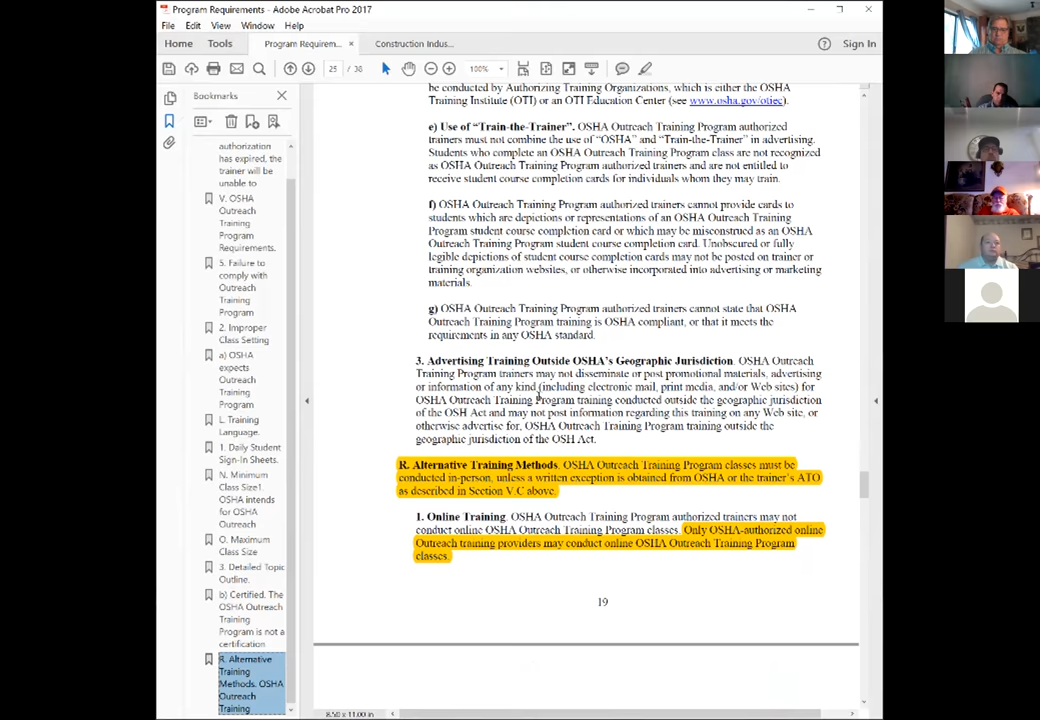 Program Requirements - Adobe Acrobat Pro 2017
File Edit View Window Help
Home Tools Program Requirem... × Construction Indus... Sign In
25 / 38 100%
Bookmarks
authorization
has expired, the
trainer will be
unable to
V. OSHA
Outreach
Training
Program
Requirements.
5. Failure to
comply with
Outreach
Training
Program
2. Improper
Class Setting
a) OSHA
expects
Outreach
Training
Program
L. Training
Language.
1. Daily Student
Sign-In Sheets.
N. Minimum
Class Size1.
OSHA intends
for OSHA
Outreach
O. Maximum
Class Size
3. Detailed Topic
Outline.
b) Certified. The
OSHA Outreach
Training
Program is not a
certification
R. Alternative
Training
Methods. OSHA
Outreach
Training
be conducted by Authorizing Training Organizations, which is either the OSHA
Training Institute (OTI) or an OTI Education Center (see www.osha.gov/otiec).
e) Use of “Train-the-Trainer”. OSHA Outreach Training Program authorized
trainers must not combine the use of “OSHA” and “Train-the-Trainer” in advertising.
Students who complete an OSHA Outreach Training Program class are not recognized
as OSHA Outreach Training Program authorized trainers and are not entitled to
receive student course completion cards for individuals whom they may train.
f) OSHA Outreach Training Program authorized trainers cannot provide cards to
students which are depictions or representations of an OSHA Outreach Training
Program student course completion card or which may be misconstrued as an OSHA
Outreach Training Program student course completion card. Unobscured or fully
legible depictions of student course completion cards may not be posted on trainer or
training organization websites, or otherwise incorporated into advertising or marketing
materials.
g) OSHA Outreach Training Program authorized trainers cannot state that OSHA
Outreach Training Program training is OSHA compliant, or that it meets the
requirements in any OSHA standard.
3. Advertising Training Outside OSHA’s Geographic Jurisdiction. OSHA Outreach
Training Program trainers may not disseminate or post promotional materials, advertising
or information of any kind (including electronic mail, print media, and/or Web sites) for
OSHA Outreach Training Program training conducted outside the geographic jurisdiction
of the OSH Act and may not post information regarding this training on any Web site, or
otherwise advertise for, OSHA Outreach Training Program training outside the
geographic jurisdiction of the OSH Act.
R. Alternative Training Methods. OSHA Outreach Training Program classes must be
conducted in-person, unless a written exception is obtained from OSHA or the trainer’s ATO
as described in Section V.C above.
1. Online Training. OSHA Outreach Training Program authorized trainers may not
conduct online OSHA Outreach Training Program classes. Only OSHA-authorized online
Outreach training providers may conduct online OSHA Outreach Training Program
classes.
19
8.50 x 11.00 in